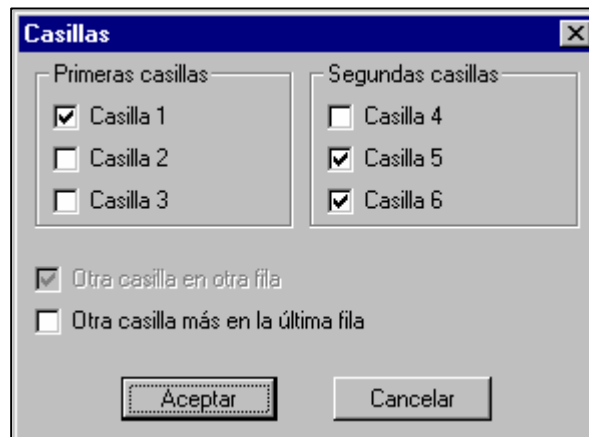 Casillas
Primeras casillas
Casilla 1
Casilla 2
Casilla 3
Segundas casillas
Casilla 4
Casilla 5
Casilla 6
Otra casilla en otra fila
Otra casilla más en la última fila
Aceptar
Cancelar